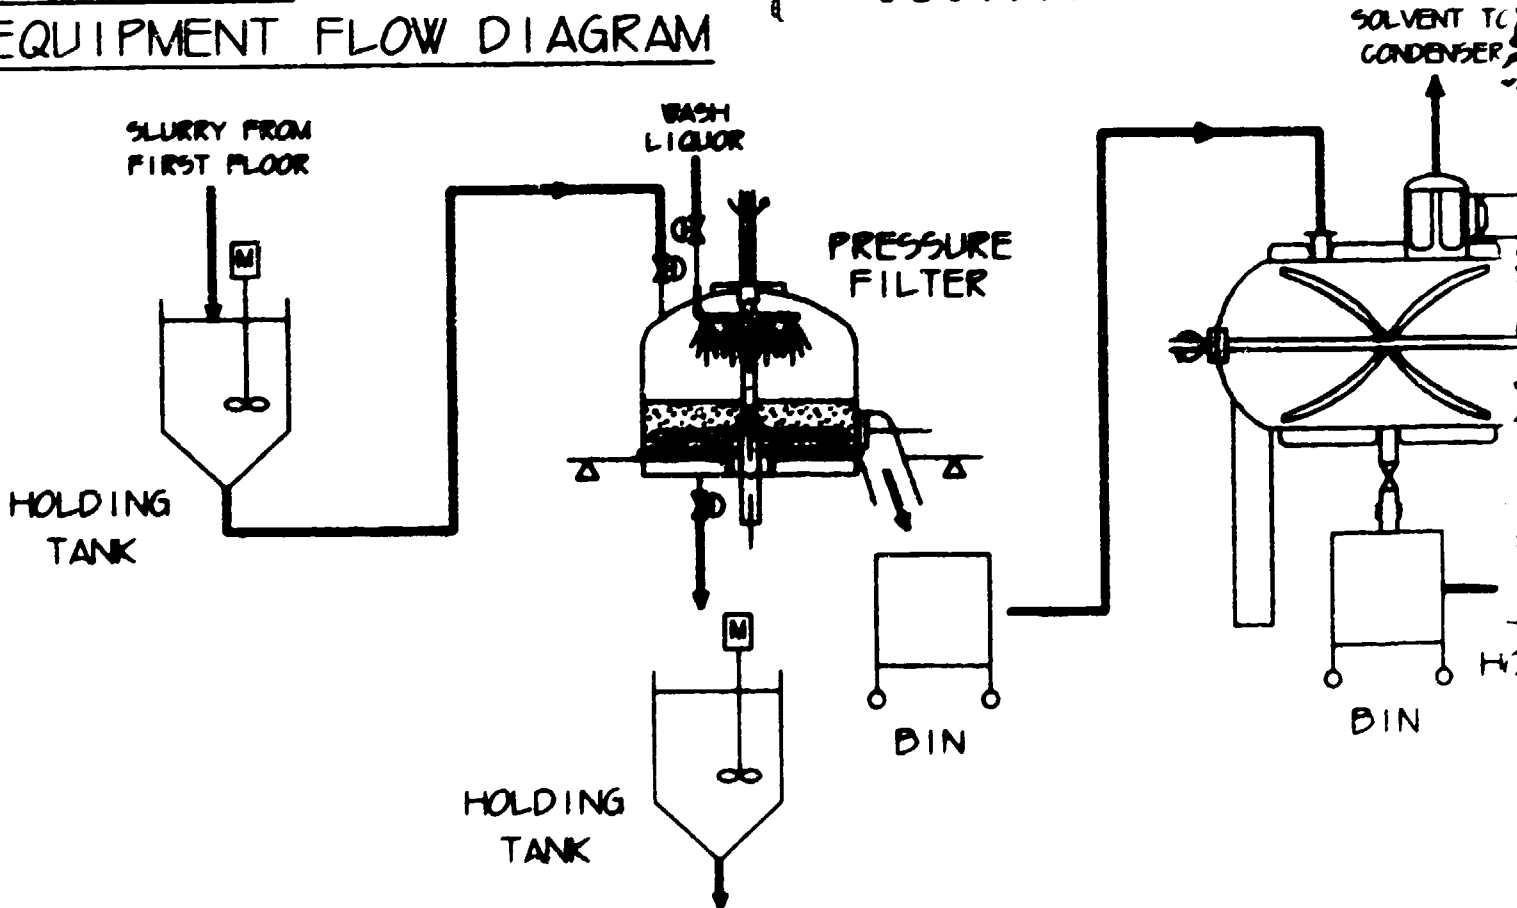 EQUIPMENT FLOW DIAGRAM
SOLVENT TO
CONDENSER
SLURRY FROM
FIRST FLOOR
WASH
LIQUOR
M
PRESSURE
FILTER
HOLDING
TANK
M
BIN
BIN
HOLDING
TANK